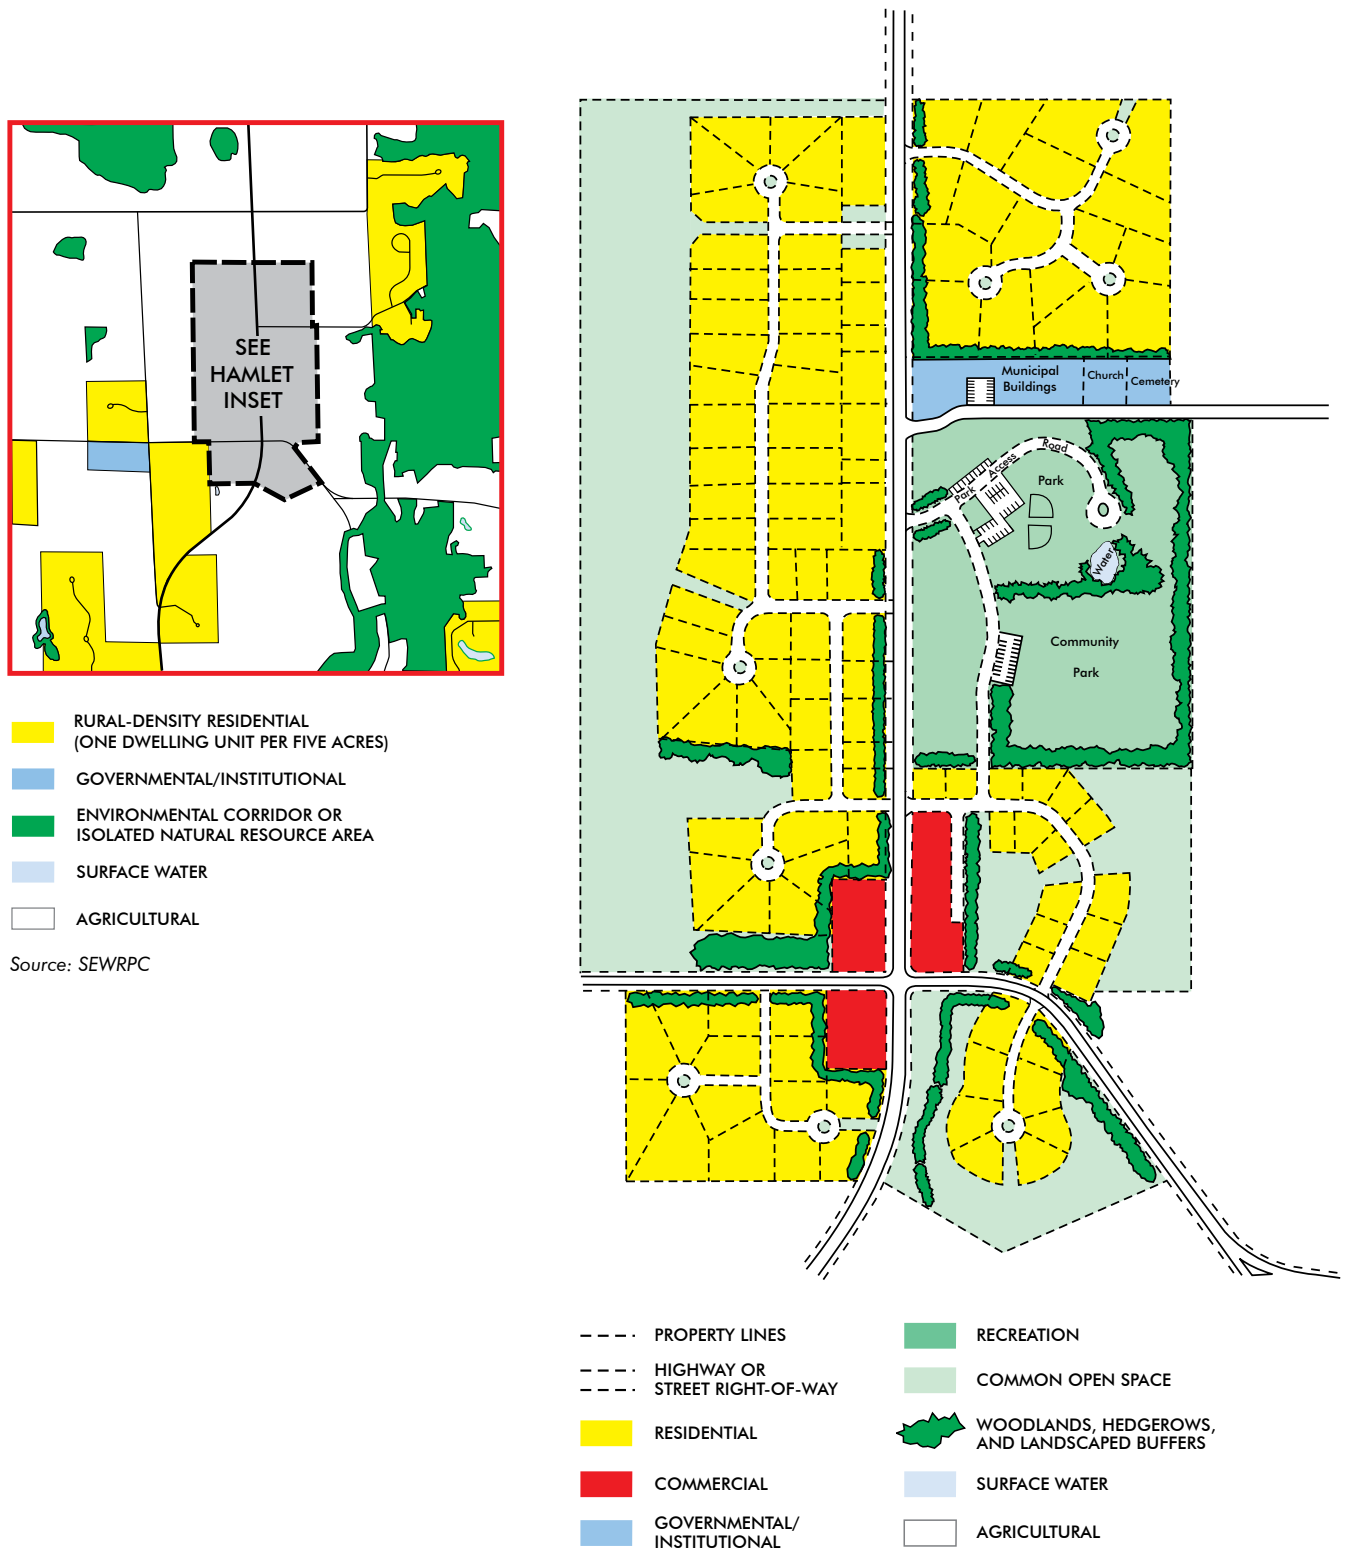 SEE
HAMLET
INSET
RURAL-DENSITY RESIDENTIAL
(ONE DWELLING UNIT PER FIVE ACRES)
GOVERNMENTAL/INSTITUTIONAL
ENVIRONMENTAL CORRIDOR OR
ISOLATED NATURAL RESOURCE AREA
SURFACE WATER
AGRICULTURAL
Source: SEWRPC
Municipal
Buildings
Church
Cemetery
Park Access Road
Park
Water
Community
Park
PROPERTY LINES
HIGHWAY OR
STREET RIGHT-OF-WAY
RESIDENTIAL
COMMERCIAL
GOVERNMENTAL/
INSTITUTIONAL
RECREATION
COMMON OPEN SPACE
WOODLANDS, HEDGEROWS,
AND LANDSCAPED BUFFERS
SURFACE WATER
AGRICULTURAL